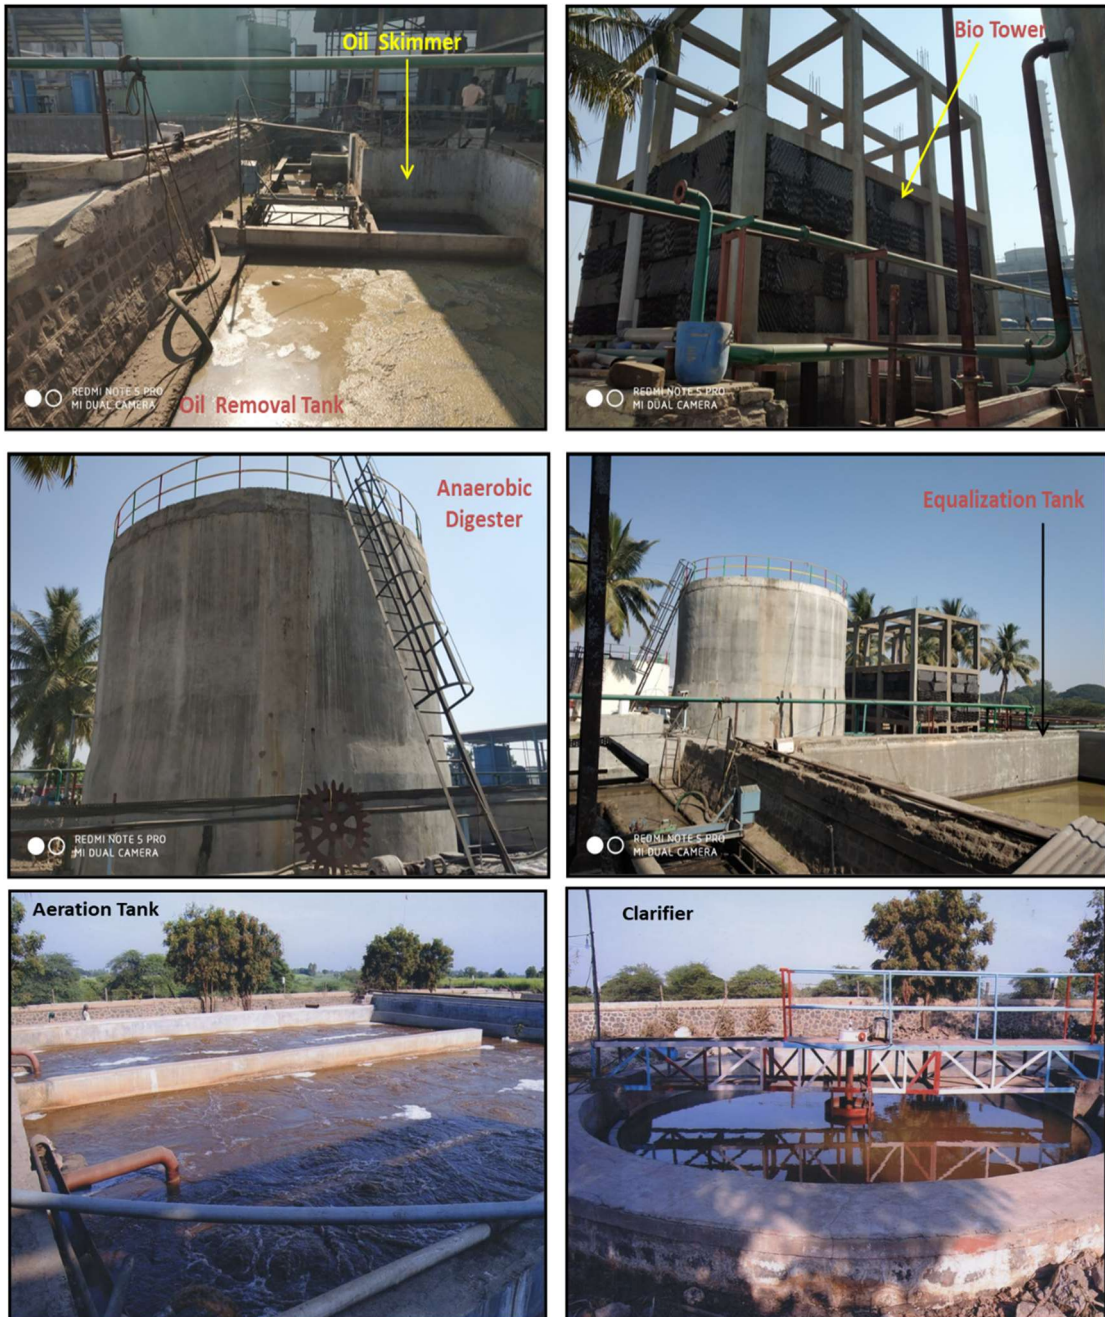 Oil Skimmer
Oil Removal Tank
REDMI NOTE 5 PRO
MI DUAL CAMERA
Bio Tower
REDMI NOTE 5 PRO
MI DUAL CAMERA
Anaerobic
Digester
REDMI NOTE 5 PRO
MI DUAL CAMERA
Equalization Tank
REDMI NOTE 5 PRO
MI DUAL CAMERA
Aeration Tank
Clarifier